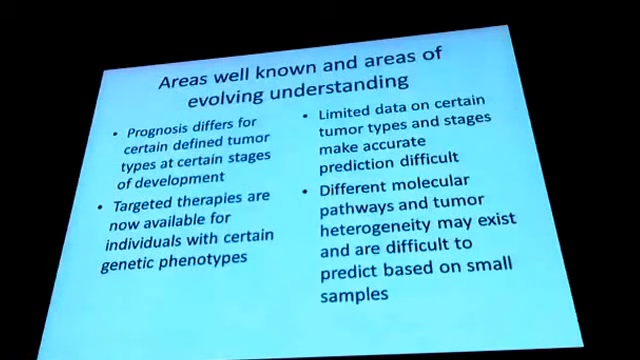 Areas well known and areas of
evolving understanding
• Prognosis differs for
certain defined tumor
types at certain stages
of development
• Targeted therapies are
now available for
individuals with certain
genetic phenotypes
• Limited data on certain
tumor types and stages
make accurate
prediction difficult
• Different molecular
pathways and tumor
heterogeneity may exist
and are difficult to
predict based on small
samples